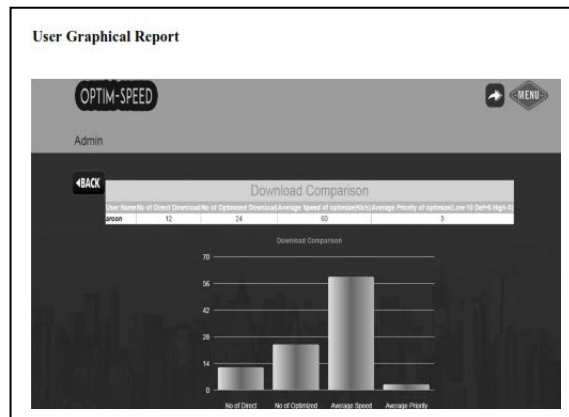 User Graphical Report
OPTIM-SPEED
MENU
Admin
BACK
Download Comparison
User Name No of Direct Download No of Optimized Download Average Speed of optimize(Kb/s) Average Priority of optimize(Low-10 Def=5 High-0)
aroon 12 24 60 3
Download Comparison
70
56
42
28
14
0
No of Direct No of Optimized Average Speed Average Priority